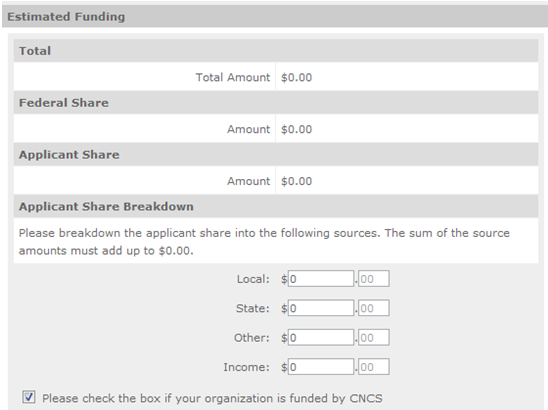 Estimated Funding
Total
Total Amount $0.00
Federal Share
Amount $0.00
Applicant Share
Amount $0.00
Applicant Share Breakdown
Please breakdown the applicant share into the following sources. The sum of the source
amounts must add up to $0.00.
Local: $0.00
State: $0.00
Other: $0.00
Income: $0.00
Please check the box if your organization is funded by CNCS